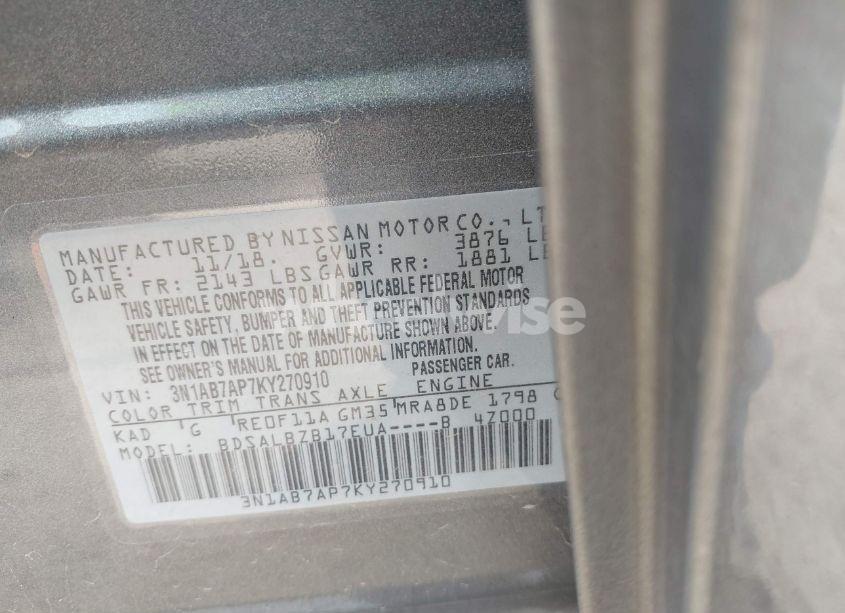 MANUFACTURED BY NISSAN MOTOR CO., LT
DATE: 11/18. GVWR: 3876 LB
GAWR FR: 2143 LBS GAWR RR: 1881 LB
THIS VEHICLE CONFORMS TO ALL APPLICABLE FEDERAL MOTOR
VEHICLE SAFETY, BUMPER AND THEFT PREVENTION STANDARDS
IN EFFECT ON THE DATE OF MANUFACTURE SHOWN ABOVE.
SEE OWNER'S MANUAL FOR ADDITIONAL INFORMATION.
VIN: 3N1AB7AP7KY270910 PASSENGER CAR.
COLOR TRIM TRANS AXLE ENGINE
KAD G RE0F11A GM35 MRA8DE 1798 C
MODEL: BDSALBZB17EUA----B 4Z000
3N1AB7AP7KY270910